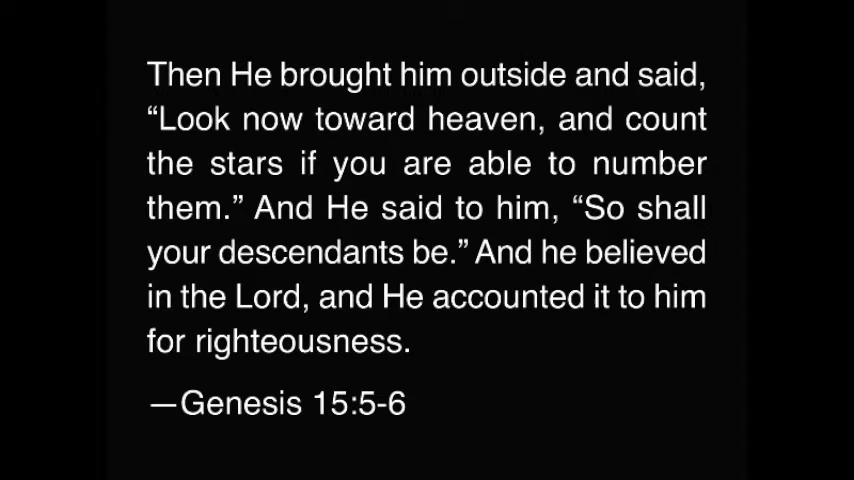 Then He brought him outside and said,
“Look now toward heaven, and count
the stars if you are able to number
them.” And He said to him, “So shall
your descendants be.” And he believed
in the Lord, and He accounted it to him
for righteousness.
—Genesis 15:5-6